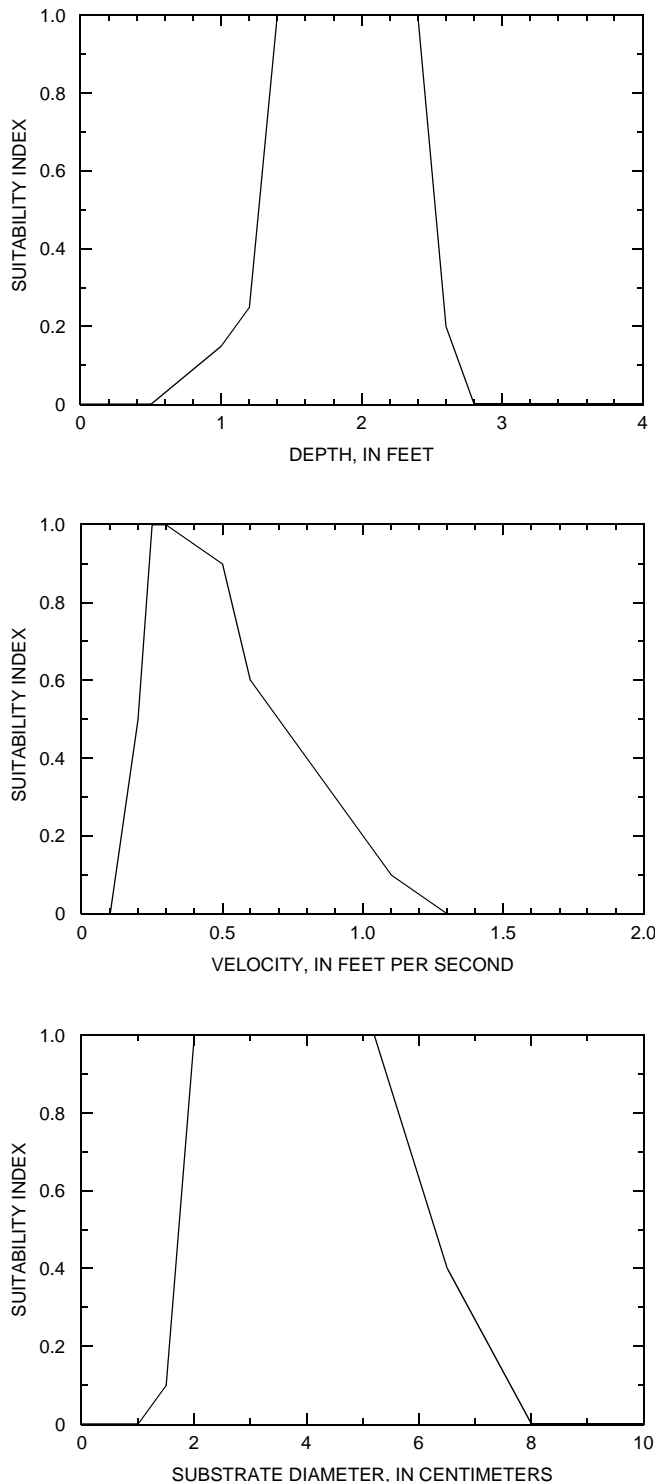 1.0
0.8
0.6
0.4
0.2
0
SUITABILITY INDEX
0 1 2 3 4
DEPTH, IN FEET
1.0
0.8
0.6
0.4
0.2
0
SUITABILITY INDEX
0 0.5 1.0 1.5 2.0
VELOCITY, IN FEET PER SECOND
1.0
0.8
0.6
0.4
0.2
0
SUITABILITY INDEX
0 2 4 6 8 10
SUBSTRATE DIAMETER, IN CENTIMETERS